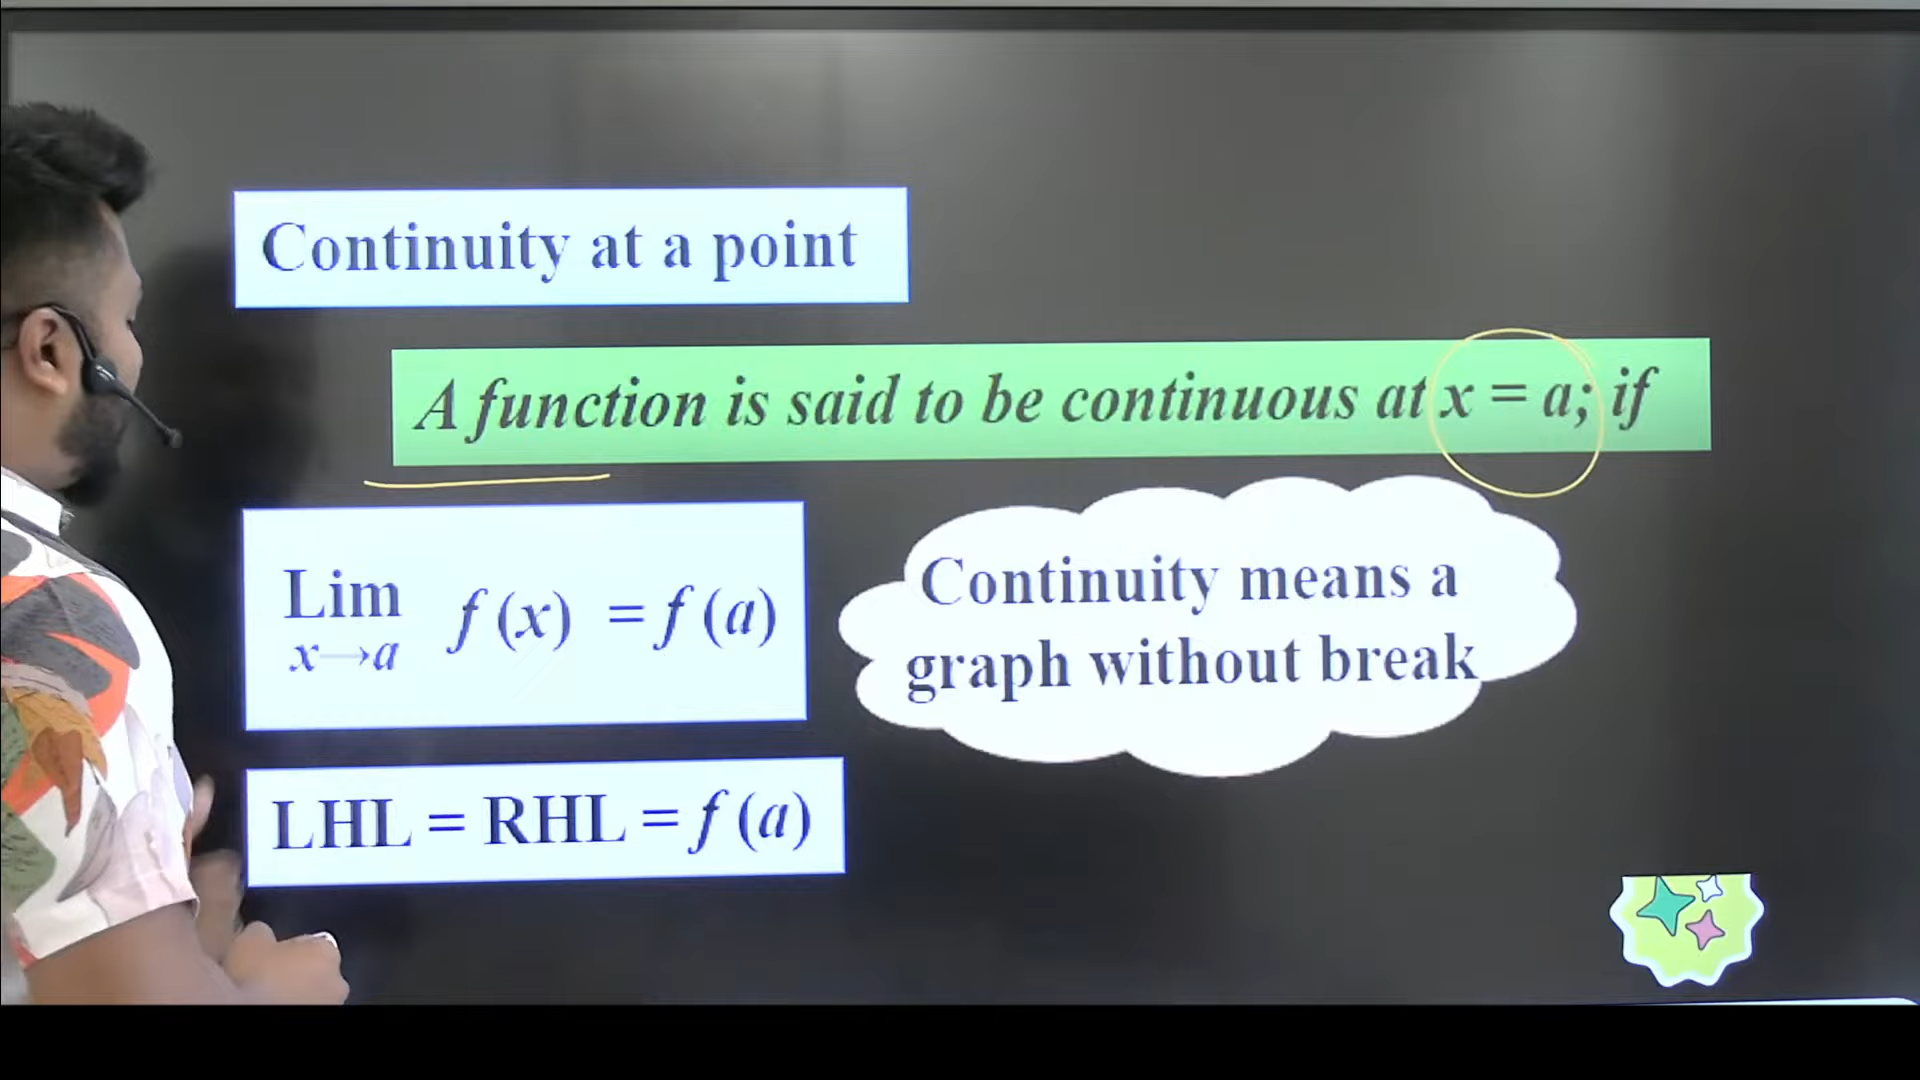 Continuity at a point
A function is said to be continuous at x = a; if
Lim f(x) = f(a)
x→a
Continuity means a
graph without break
LHL = RHL = f(a)